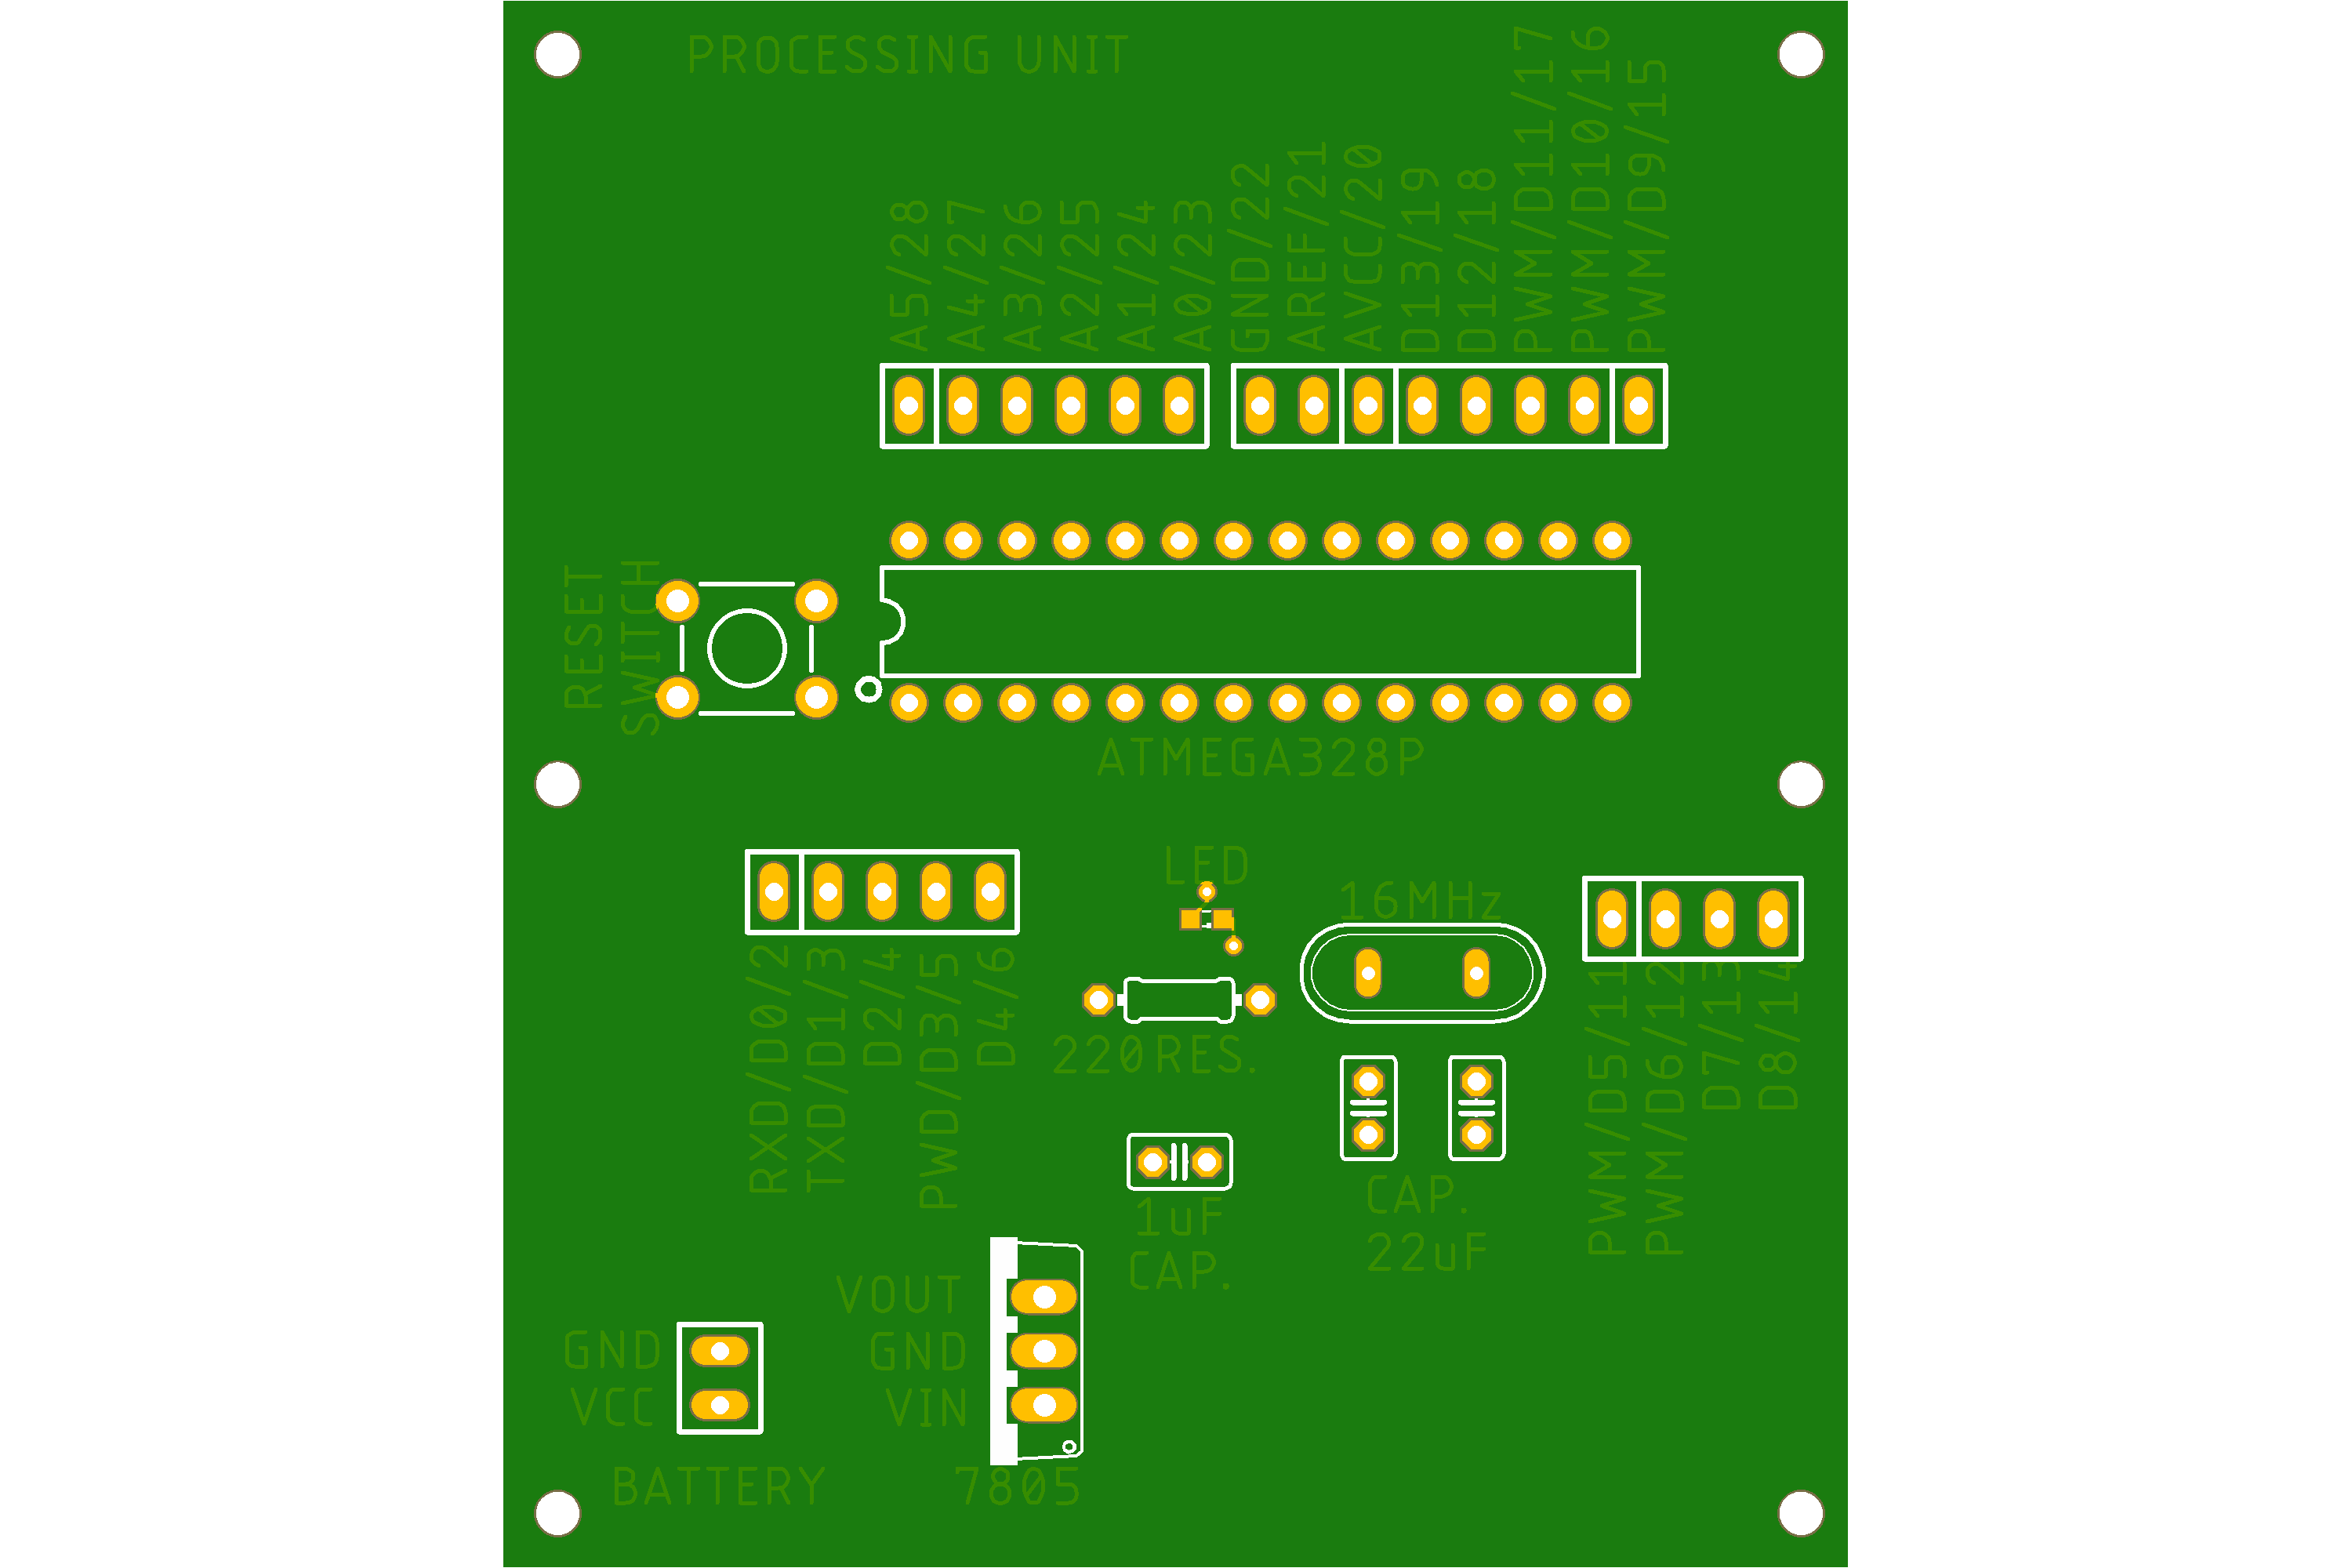 PROCESSING UNIT
A5/28
A4/27
A3/26
A2/25
A1/24
A0/23
GND/22
AREF/21
AVCC/20
D13/19
D12/18
PWM/D11/17
PWM/D10/16
PWM/D9/15
RESET
SWITCH
ATMEGA328P
LED
16MHz
RXD/D0/2
TXD/D1/3
D2/4
PWD/D3/5
D4/6
220RES.
PWM/D5/11
PWM/D6/12
D7/13
D8/14
1uF
CAP.
CAP.
22uF
VOUT
GND
VIN
GND
VCC
BATTERY
7805